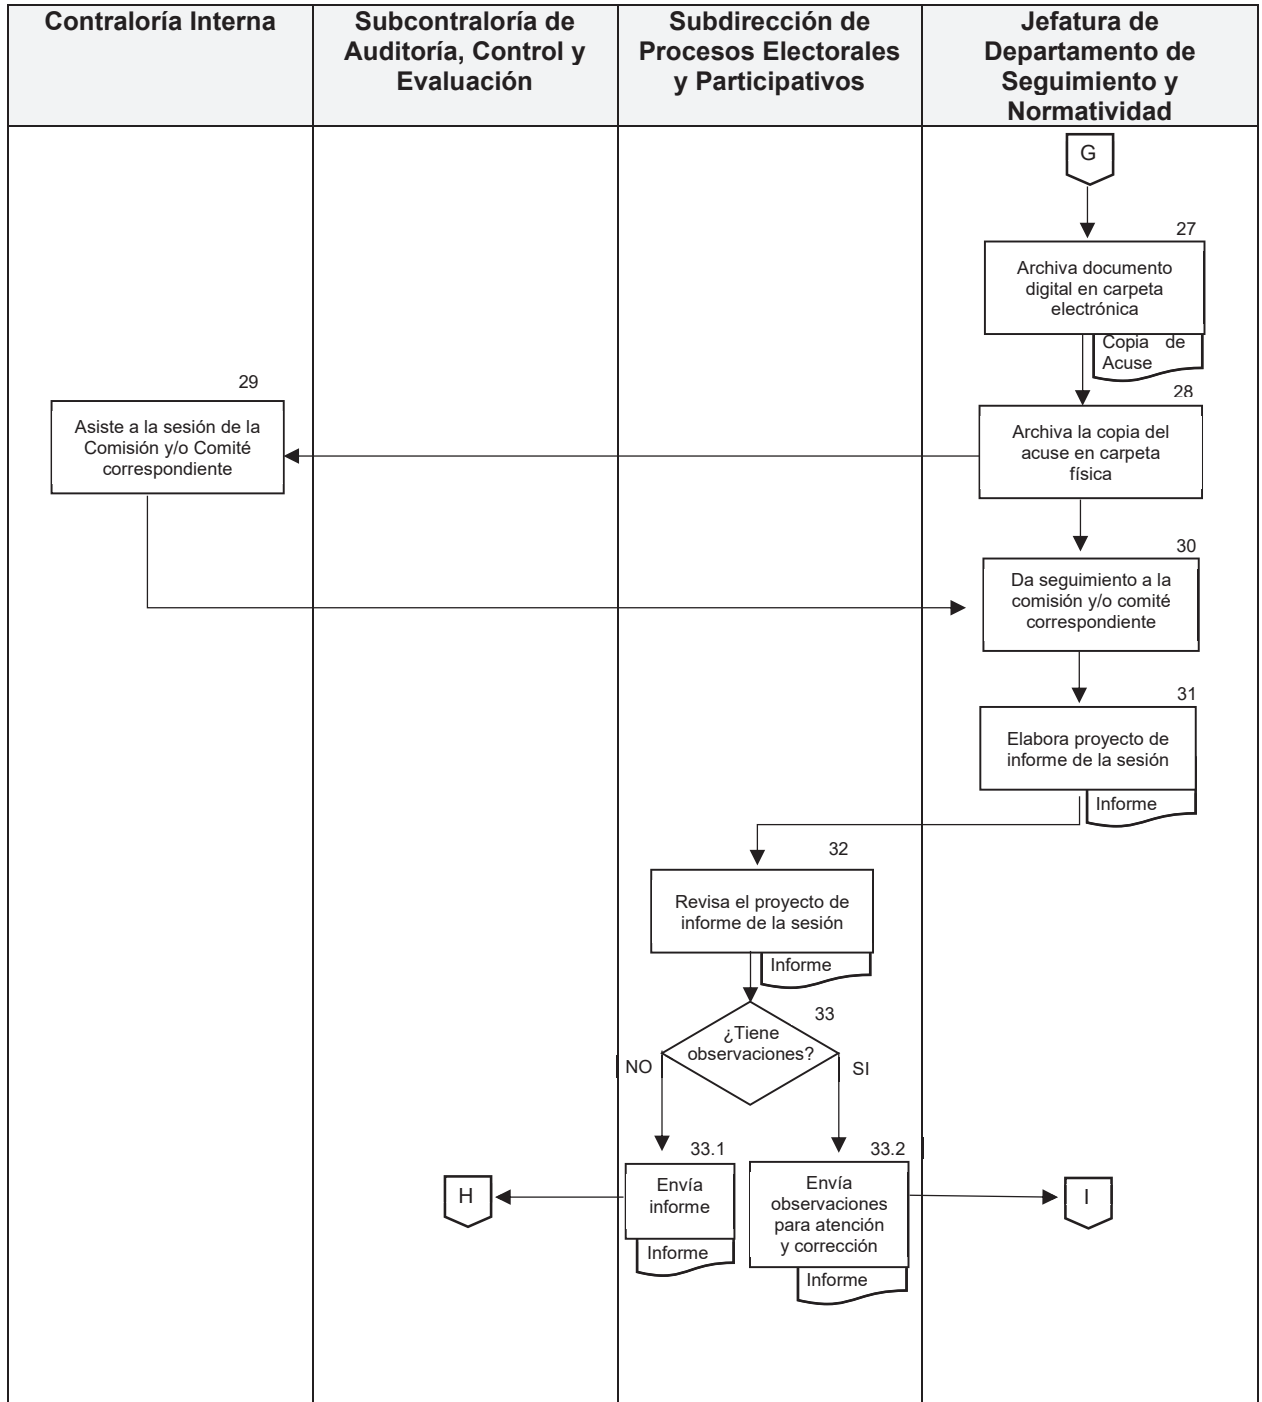 Contraloría Interna
Subcontraloría de
Auditoría, Control y
Evaluación
Subdirección de
Procesos Electorales
y Participativos
Jefatura de
Departamento de
Seguimiento y
Normatividad
G
27
Archiva documento
digital en carpeta
electrónica
Copia de
Acuse
28
Archiva la copia del
acuse en carpeta
física
29
Asiste a la sesión de la
Comisión y/o Comité
correspondiente
30
Da seguimiento a la
comisión y/o comité
correspondiente
31
Elabora proyecto de
informe de la sesión
Informe
32
Revisa el proyecto de
informe de la sesión
Informe
33
¿Tiene
observaciones?
NO
SI
33.1
Envía
informe
Informe
H
33.2
Envía
observaciones
para atención
y corrección
Informe
I